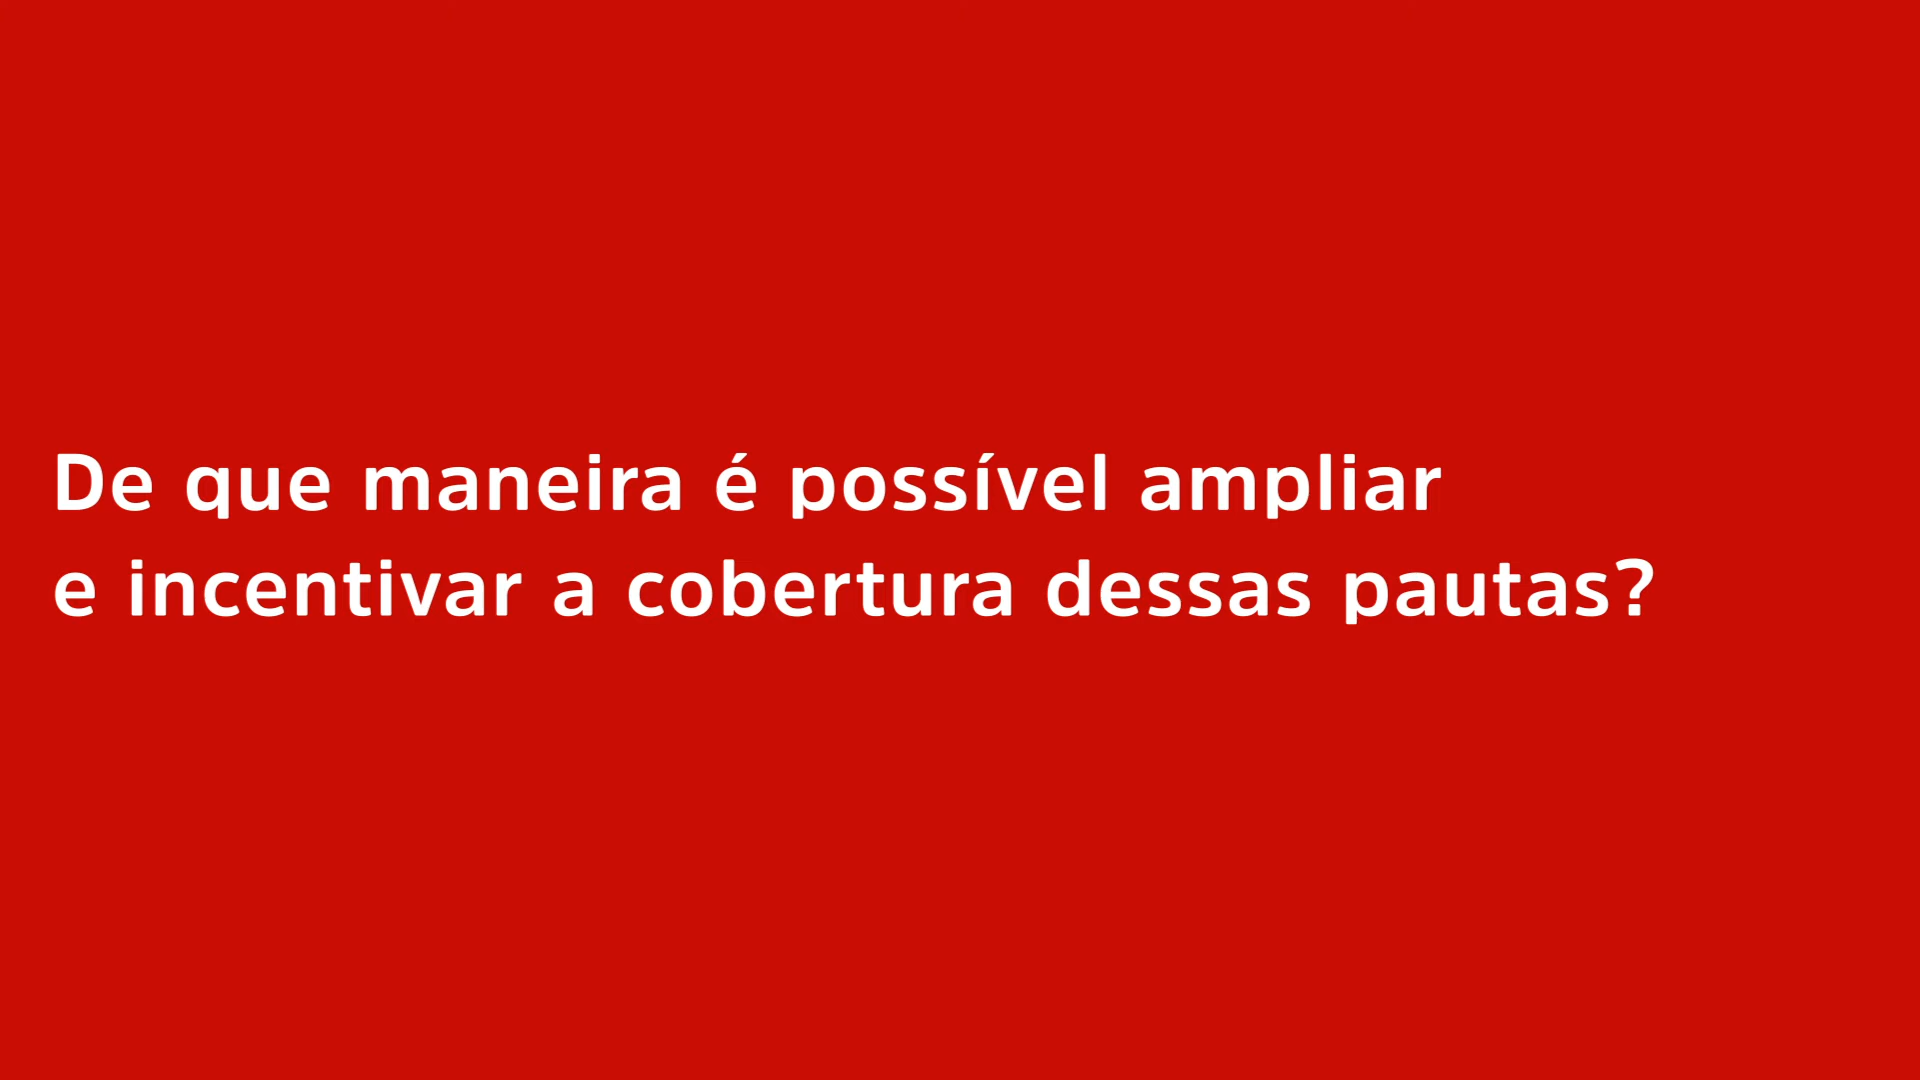 De que maneira é possível ampliar
e incentivar a cobertura dessas pautas?